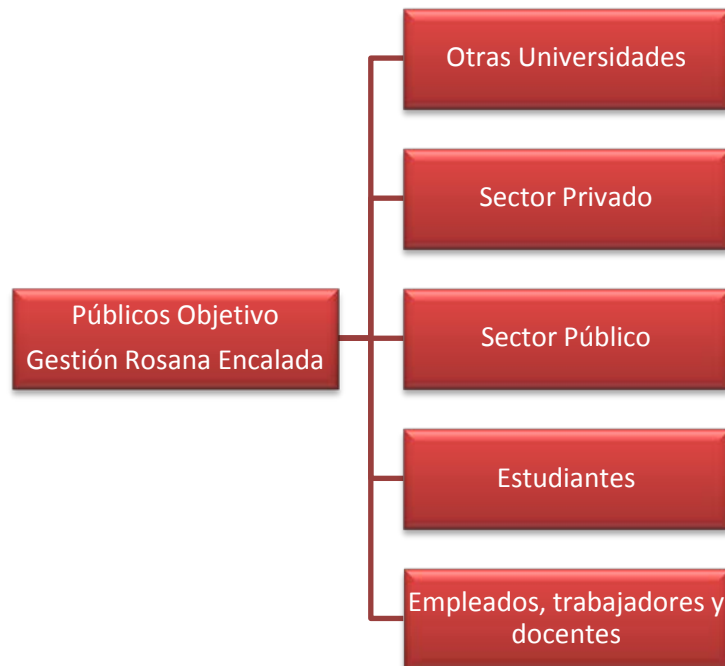 Otras Universidades
Sector Privado
Públicos Objetivo
Gestión Rosana Encalada
Sector Público
Estudiantes
Empleados, trabajadores y
docentes